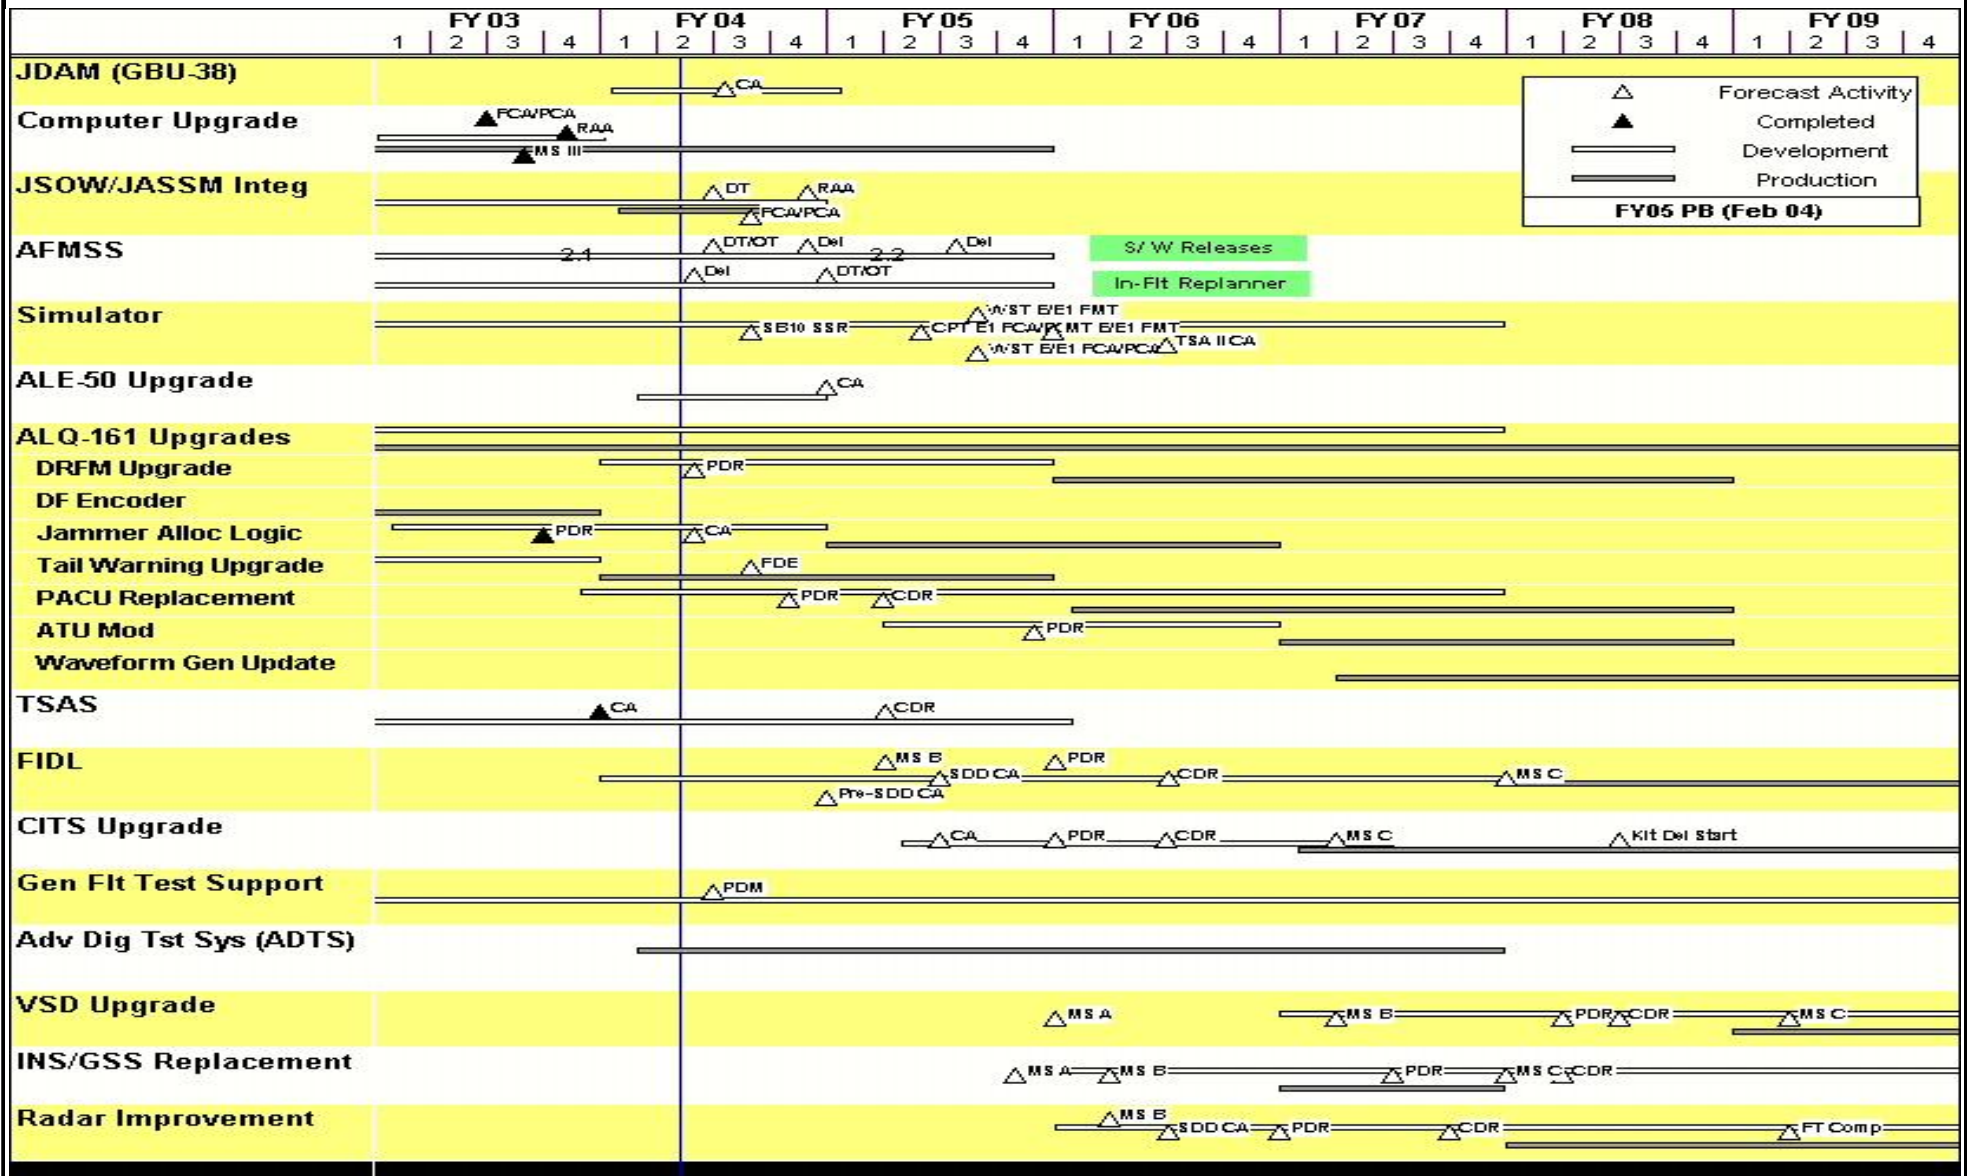 FY 03 FY 04 FY 05 FY 06 FY 07 FY 08 FY 09
1 2 3 4 1 2 3 4 1 2 3 4 1 2 3 4 1 2 3 4 1 2 3 4 1 2 3 4
JDAM (GBU-38)
CA
Forecast Activity
Completed
Development
Production
FY05 PB (Feb 04)
Computer Upgrade
FCA/PCA
RAA
MS III
JSOW/JASSM Integ
DT RAA
FCA/PCA
AFMSS
DT/OT Del Del S/ W Releases
2.1 2.2
Del DT/OT In-Flt Replanner
Simulator
WST E/E1 FMT
SB10 SSR CPT E1 FCA/ MT E/E1 FMT
TSA II CA
WST E/E1 FCA/PCA
ALE-50 Upgrade
CA
ALQ-161 Upgrades
DRFM Upgrade
PDR
DF Encoder
Jammer Alloc Logic
PDR CA
Tail Warning Upgrade
FDE
PACU Replacement
PDR CDR
ATU Mod
PDR
Waveform Gen Update
TSAS
CA CDR
FIDL
MS B PDR
SDD CA CDR MS C
Pre-SDD CA
CITS Upgrade
CA PDR CDR MS C Kit Del Start
Gen Flt Test Support
PDM
Adv Dig Tst Sys (ADTS)
VSD Upgrade
MS A MS B PDR CDR MS C
INS/GSS Replacement
MS A MS B PDR MS C CDR
Radar Improvement
MS B
SDD CA PDR CDR FT Comp